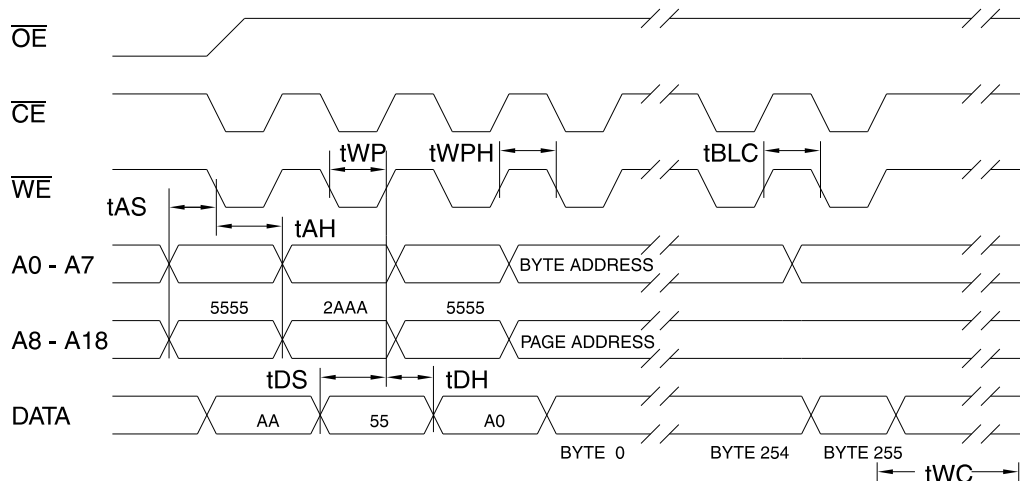 OE
CE
tWP
tWPH
tBLC
WE
tAS
tAH
A0 - A7
BYTE ADDRESS
5555
2AAA
5555
A8 - A18
PAGE ADDRESS
tDS
tDH
DATA
AA
55
A0
BYTE 0
BYTE 254
BYTE 255
tWC